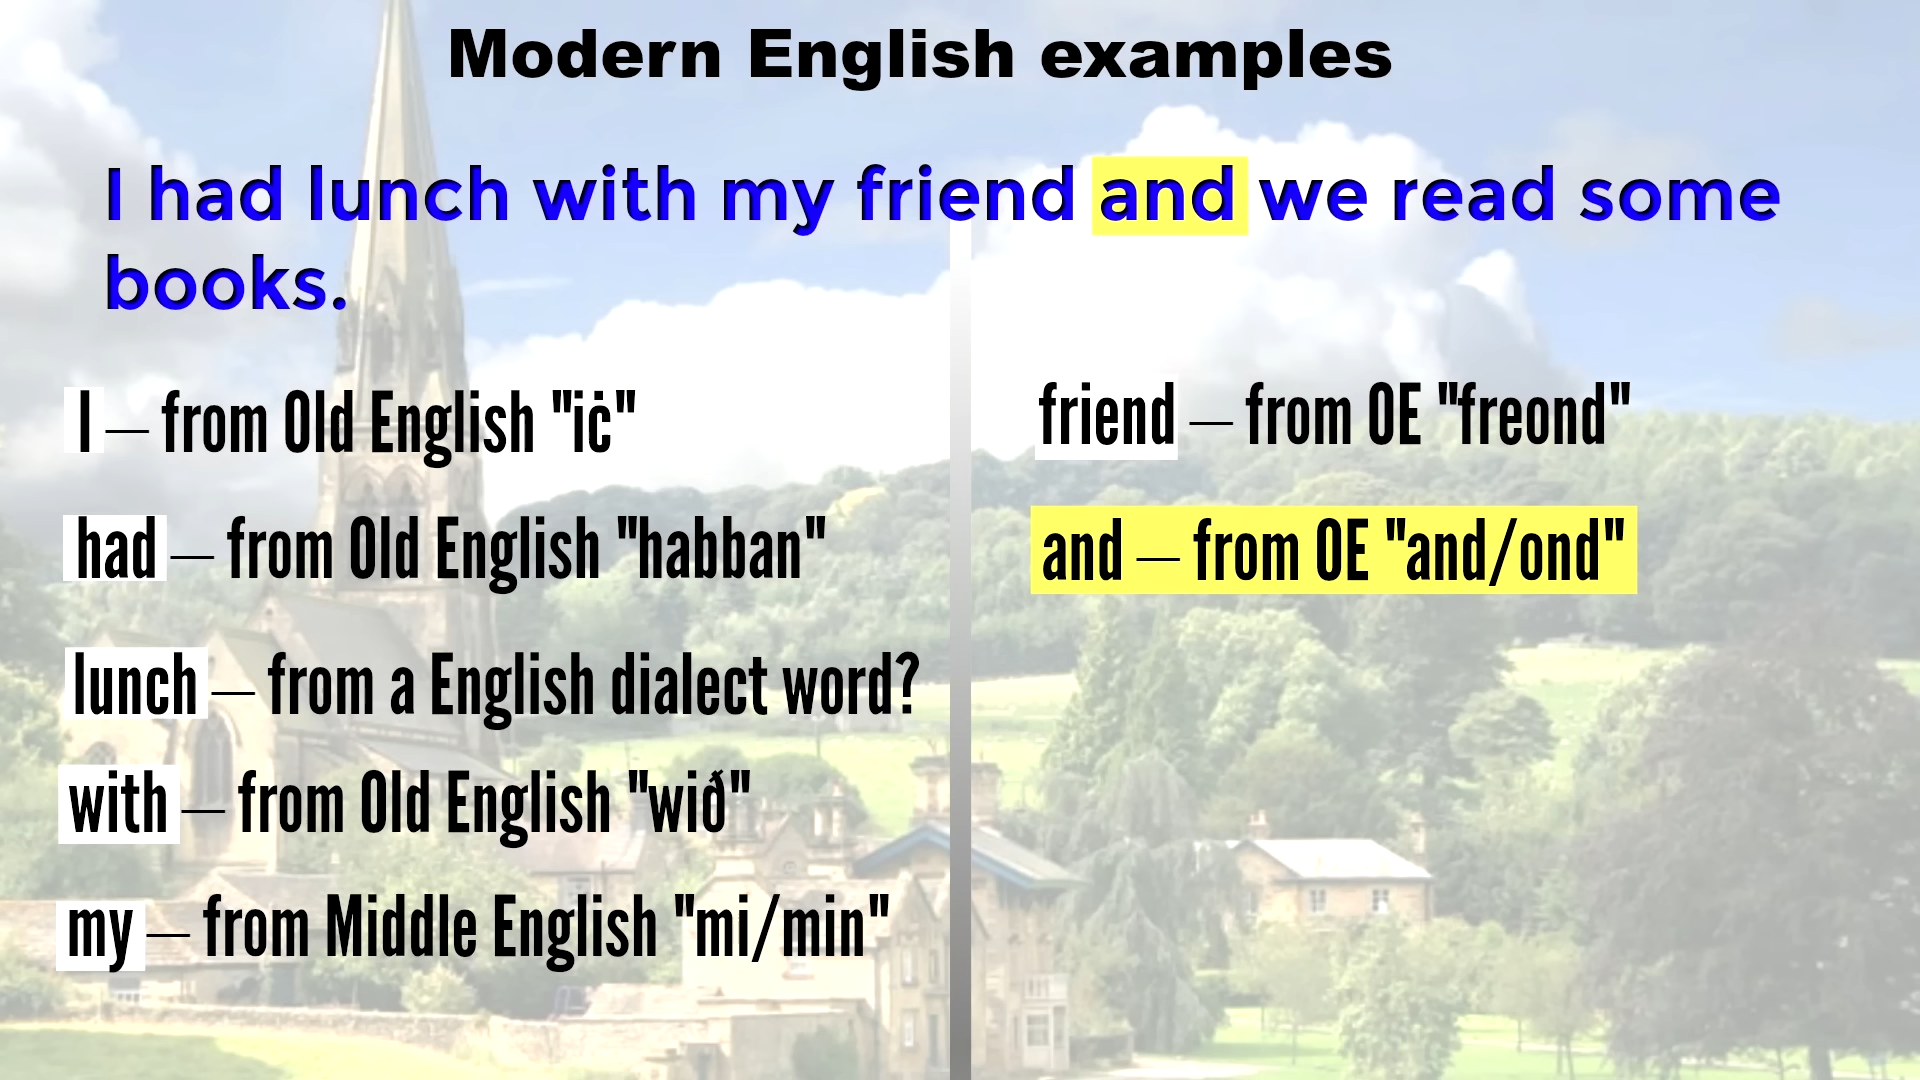 Modern English examples
I had lunch with my friend and we read some
books.
I – from Old English "iċ"
had – from Old English "habban"
lunch – from a English dialect word?
with – from Old English "wið"
my – from Middle English "mi/min"
friend – from OE "freond"
and – from OE "and/ond"